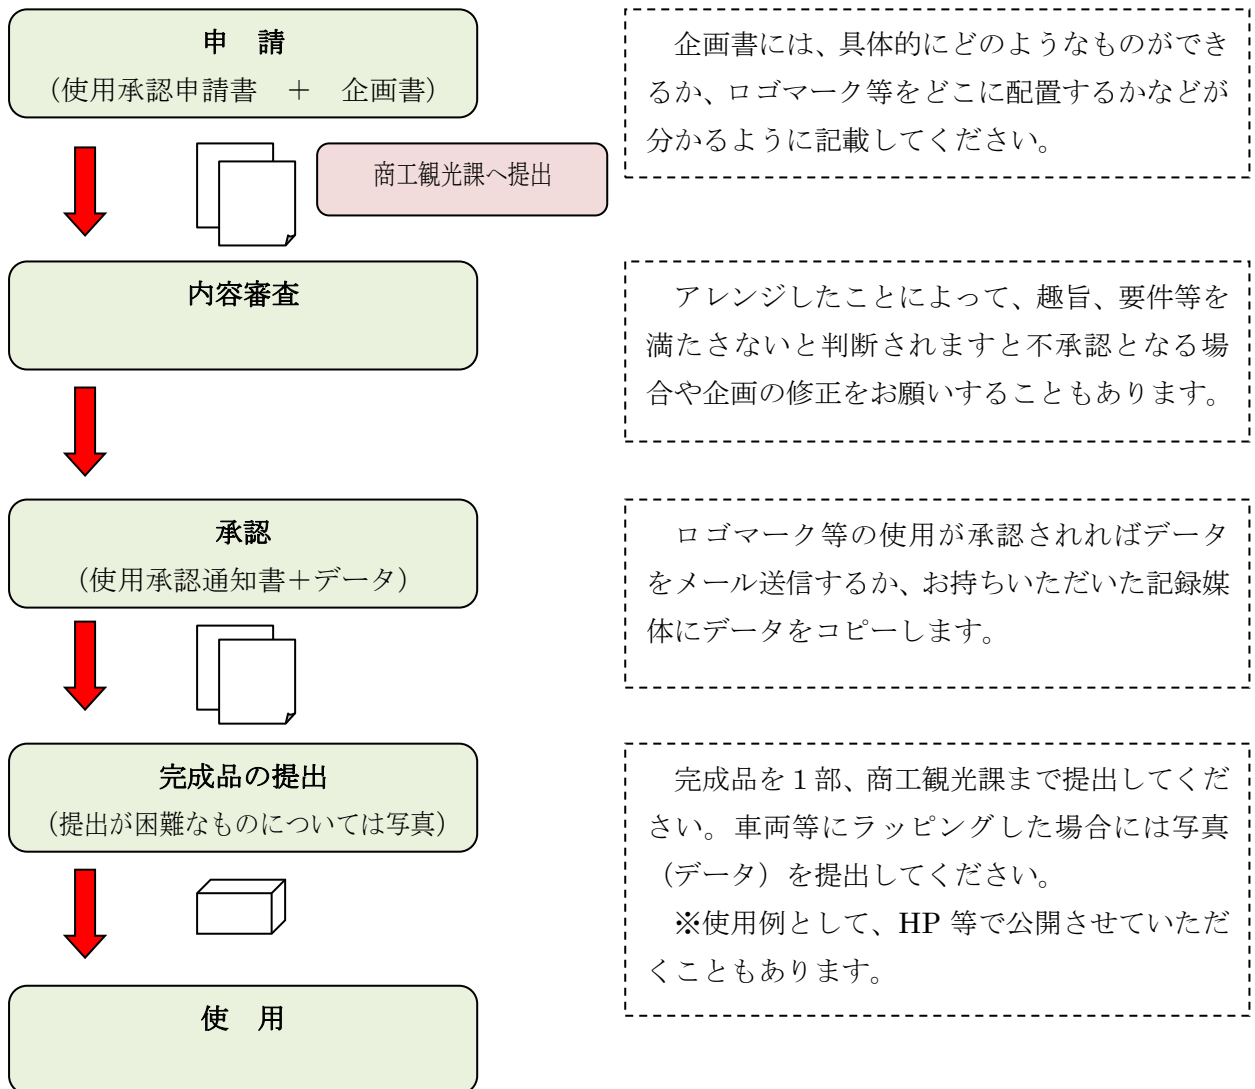 申　請
（使用承認申請書　＋　企画書）
商工観光課へ提出
企画書には、具体的にどのようなものができ
るか、ロゴマーク等をどこに配置するかなどが
分かるように記載してください。
内容審査
アレンジしたことによって、趣旨、要件等を
満たさないと判断されますと不承認となる場
合や企画の修正をお願いすることもあります。
承認
（使用承認通知書＋データ）
ロゴマーク等の使用が承認されればデータ
をメール送信するか、お持ちいただいた記録媒
体にデータをコピーします。
完成品の提出
（提出が困難なものについては写真）
完成品を１部、商工観光課まで提出してくだ
さい。車両等にラッピングした場合には写真
（データ）を提出してください。
※使用例として、HP 等で公開させていただ
くこともあります。
使　用